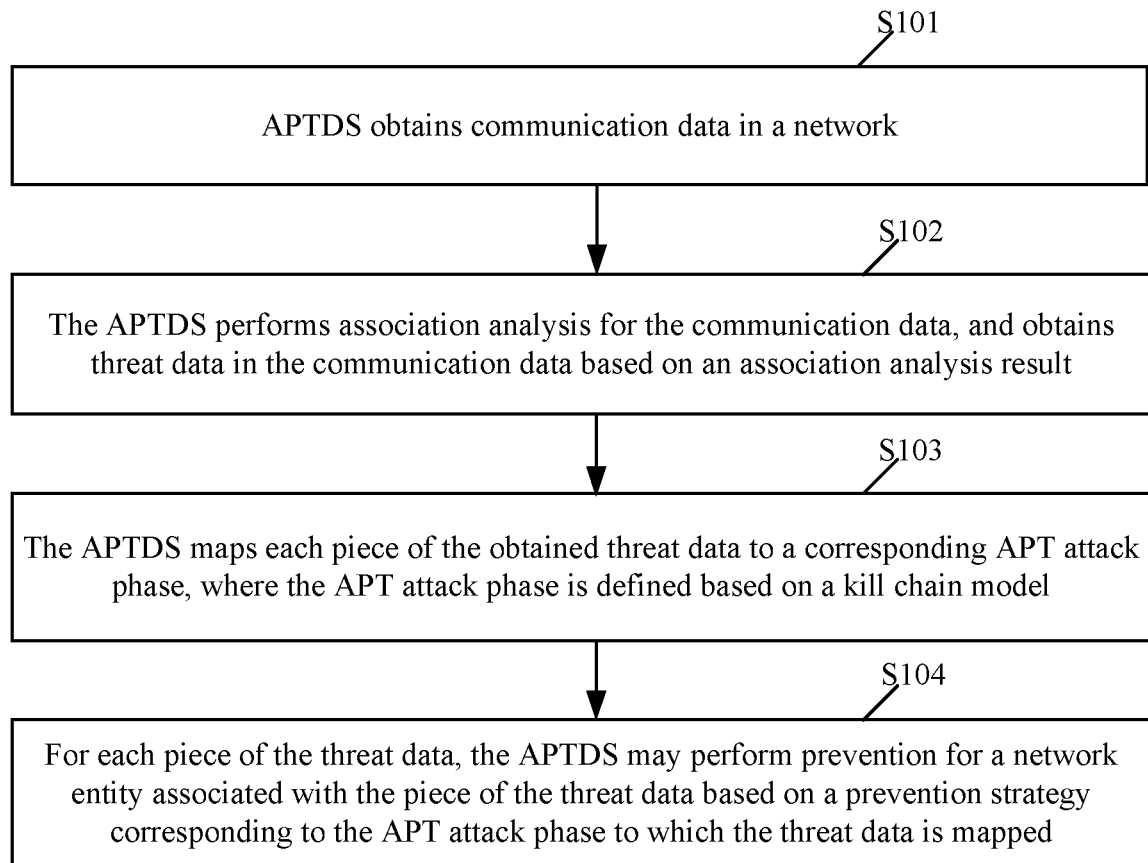 S101
APTDS obtains communication data in a network
S102
The APTDS performs association analysis for the communication data, and obtains
threat data in the communication data based on an association analysis result
S103
The APTDS maps each piece of the obtained threat data to a corresponding APT attack
phase, where the APT attack phase is defined based on a kill chain model
S104
For each piece of the threat data, the APTDS may perform prevention for a network
entity associated with the piece of the threat data based on a prevention strategy
corresponding to the APT attack phase to which the threat data is mapped